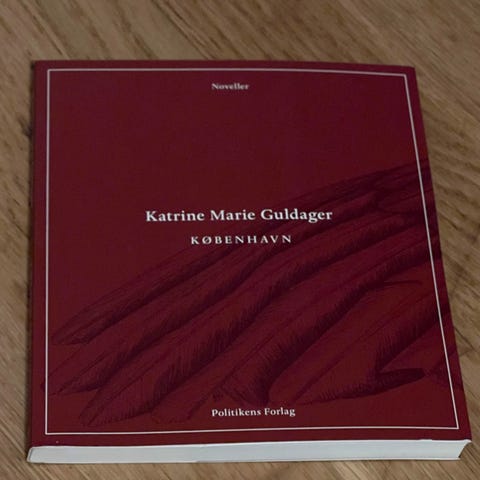 Noveller
Katrine Marie Guldager
KØBENHAVN
Politikens Forlag